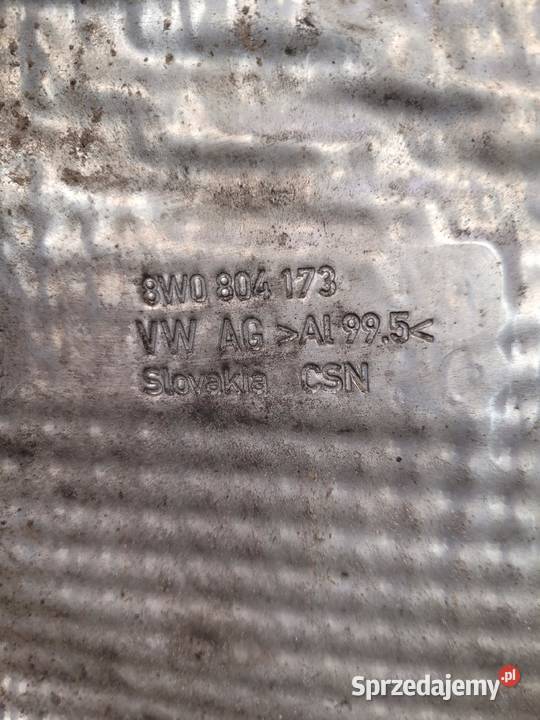 8W0 804 173
VW AG >Al 99.5<
Slovakia CSN
Sprzedajemy.pl